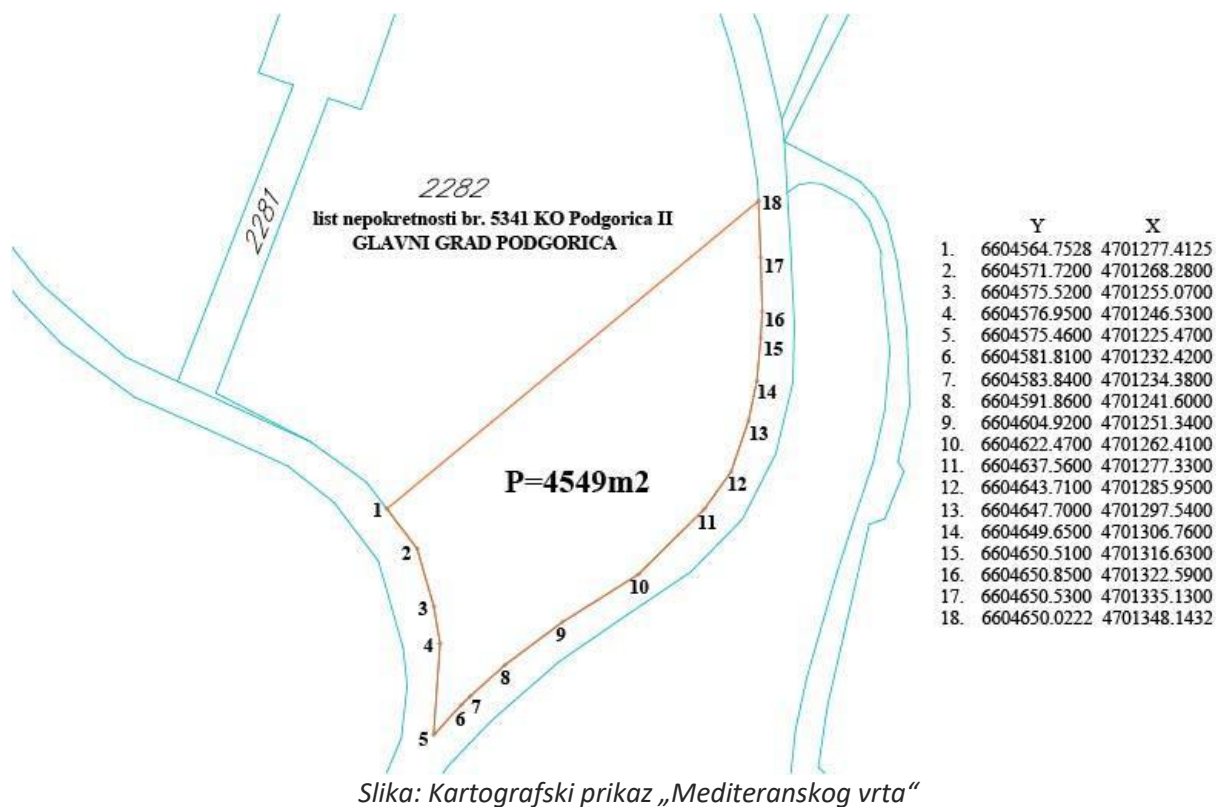 2282
list nepokretnosti br. 5341 KO Podgorica II
GLAVNI GRAD PODGORICA
2281
18
17
16
15
14
13
12
11
10
9
8
7
6
5
4
3
2
1
P=4549m2
Y X
1. 6604564.7528 4701277.4125
2. 6604571.7200 4701268.2800
3. 6604575.5200 4701255.0700
4. 6604576.9500 4701246.5300
5. 6604575.4600 4701225.4700
6. 6604581.8100 4701232.4200
7. 6604583.8400 4701234.3800
8. 6604591.8600 4701241.6000
9. 6604604.9200 4701251.3400
10. 6604622.4700 4701262.4100
11. 6604637.5600 4701277.3300
12. 6604643.7100 4701285.9500
13. 6604647.7000 4701297.5400
14. 6604649.6500 4701306.7600
15. 6604650.5100 4701316.6300
16. 6604650.8500 4701322.5900
17. 6604650.5300 4701335.1300
18. 6604650.0222 4701348.1432
Slika: Kartografski prikaz „Mediteranskog vrta“